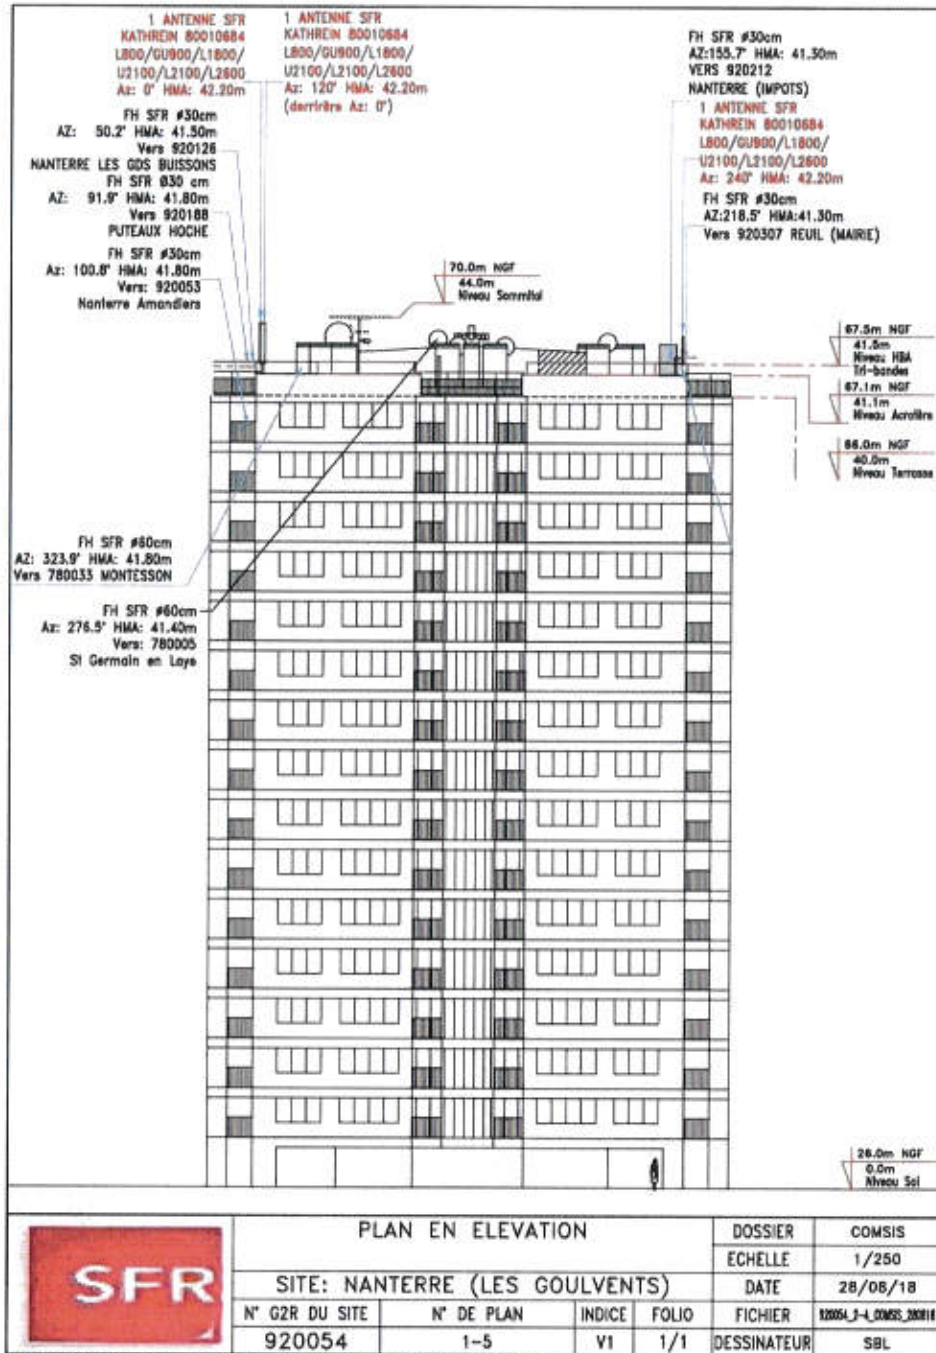 1 ANTENNE SFR
KATHREIN 80010684
L800/GU900/L1800/
U2100/L2100/L2600
Az: 0° HMA: 42.20m
1 ANTENNE SFR
KATHREIN 80010684
L800/GU900/L1800/
U2100/L2100/L2600
Az: 120° HMA: 42.20m
(derrière Az: 0°)
FH SFR ø30cm
AZ:155.7° HMA: 41.30m
VERS 920212
NANTERRE (IMPOTS)
1 ANTENNE SFR
KATHREIN 80010684
L800/GU900/L1800/
U2100/L2100/L2600
Az: 240° HMA: 42.20m
FH SFR ø30cm
AZ:218.5° HMA:41.30m
Vers 920307 REUIL (MAIRIE)
FH SFR ø30cm
AZ: 50.2° HMA: 41.50m
Vers 920126
NANTERRE LES GDS BUISSONS
FH SFR Ø30 cm
AZ: 91.9° HMA: 41.80m
Vers 920188
PUTEAUX HOCHE
FH SFR ø30cm
Az: 100.8° HMA: 41.80m
Vers: 920053
Nanterre Amandiers
70.0m NGF
44.0m
Niveau Sommital
67.5m NGF
41.5m
Niveau HBA
Tri-bandes
67.1m NGF
41.1m
Niveau Acrotère
66.0m NGF
40.0m
Niveau Terrasse
FH SFR ø60cm
AZ: 323.9° HMA: 41.80m
Vers 780033 MONTESSON
FH SFR ø60cm
Az: 276.5° HMA: 41.40m
Vers: 780005
St Germain en Laye
26.0m NGF
0.0m
Niveau Sol
SFR
PLAN EN ELEVATION
SITE: NANTERRE (LES GOULVENTS)
N° G2R DU SITE
N° DE PLAN
INDICE
FOLIO
920054
1-5
V1
1/1
DOSSIER
COMSIS
ECHELLE
1/250
DATE
28/08/18
FICHIER
DESSINATEUR
SBL